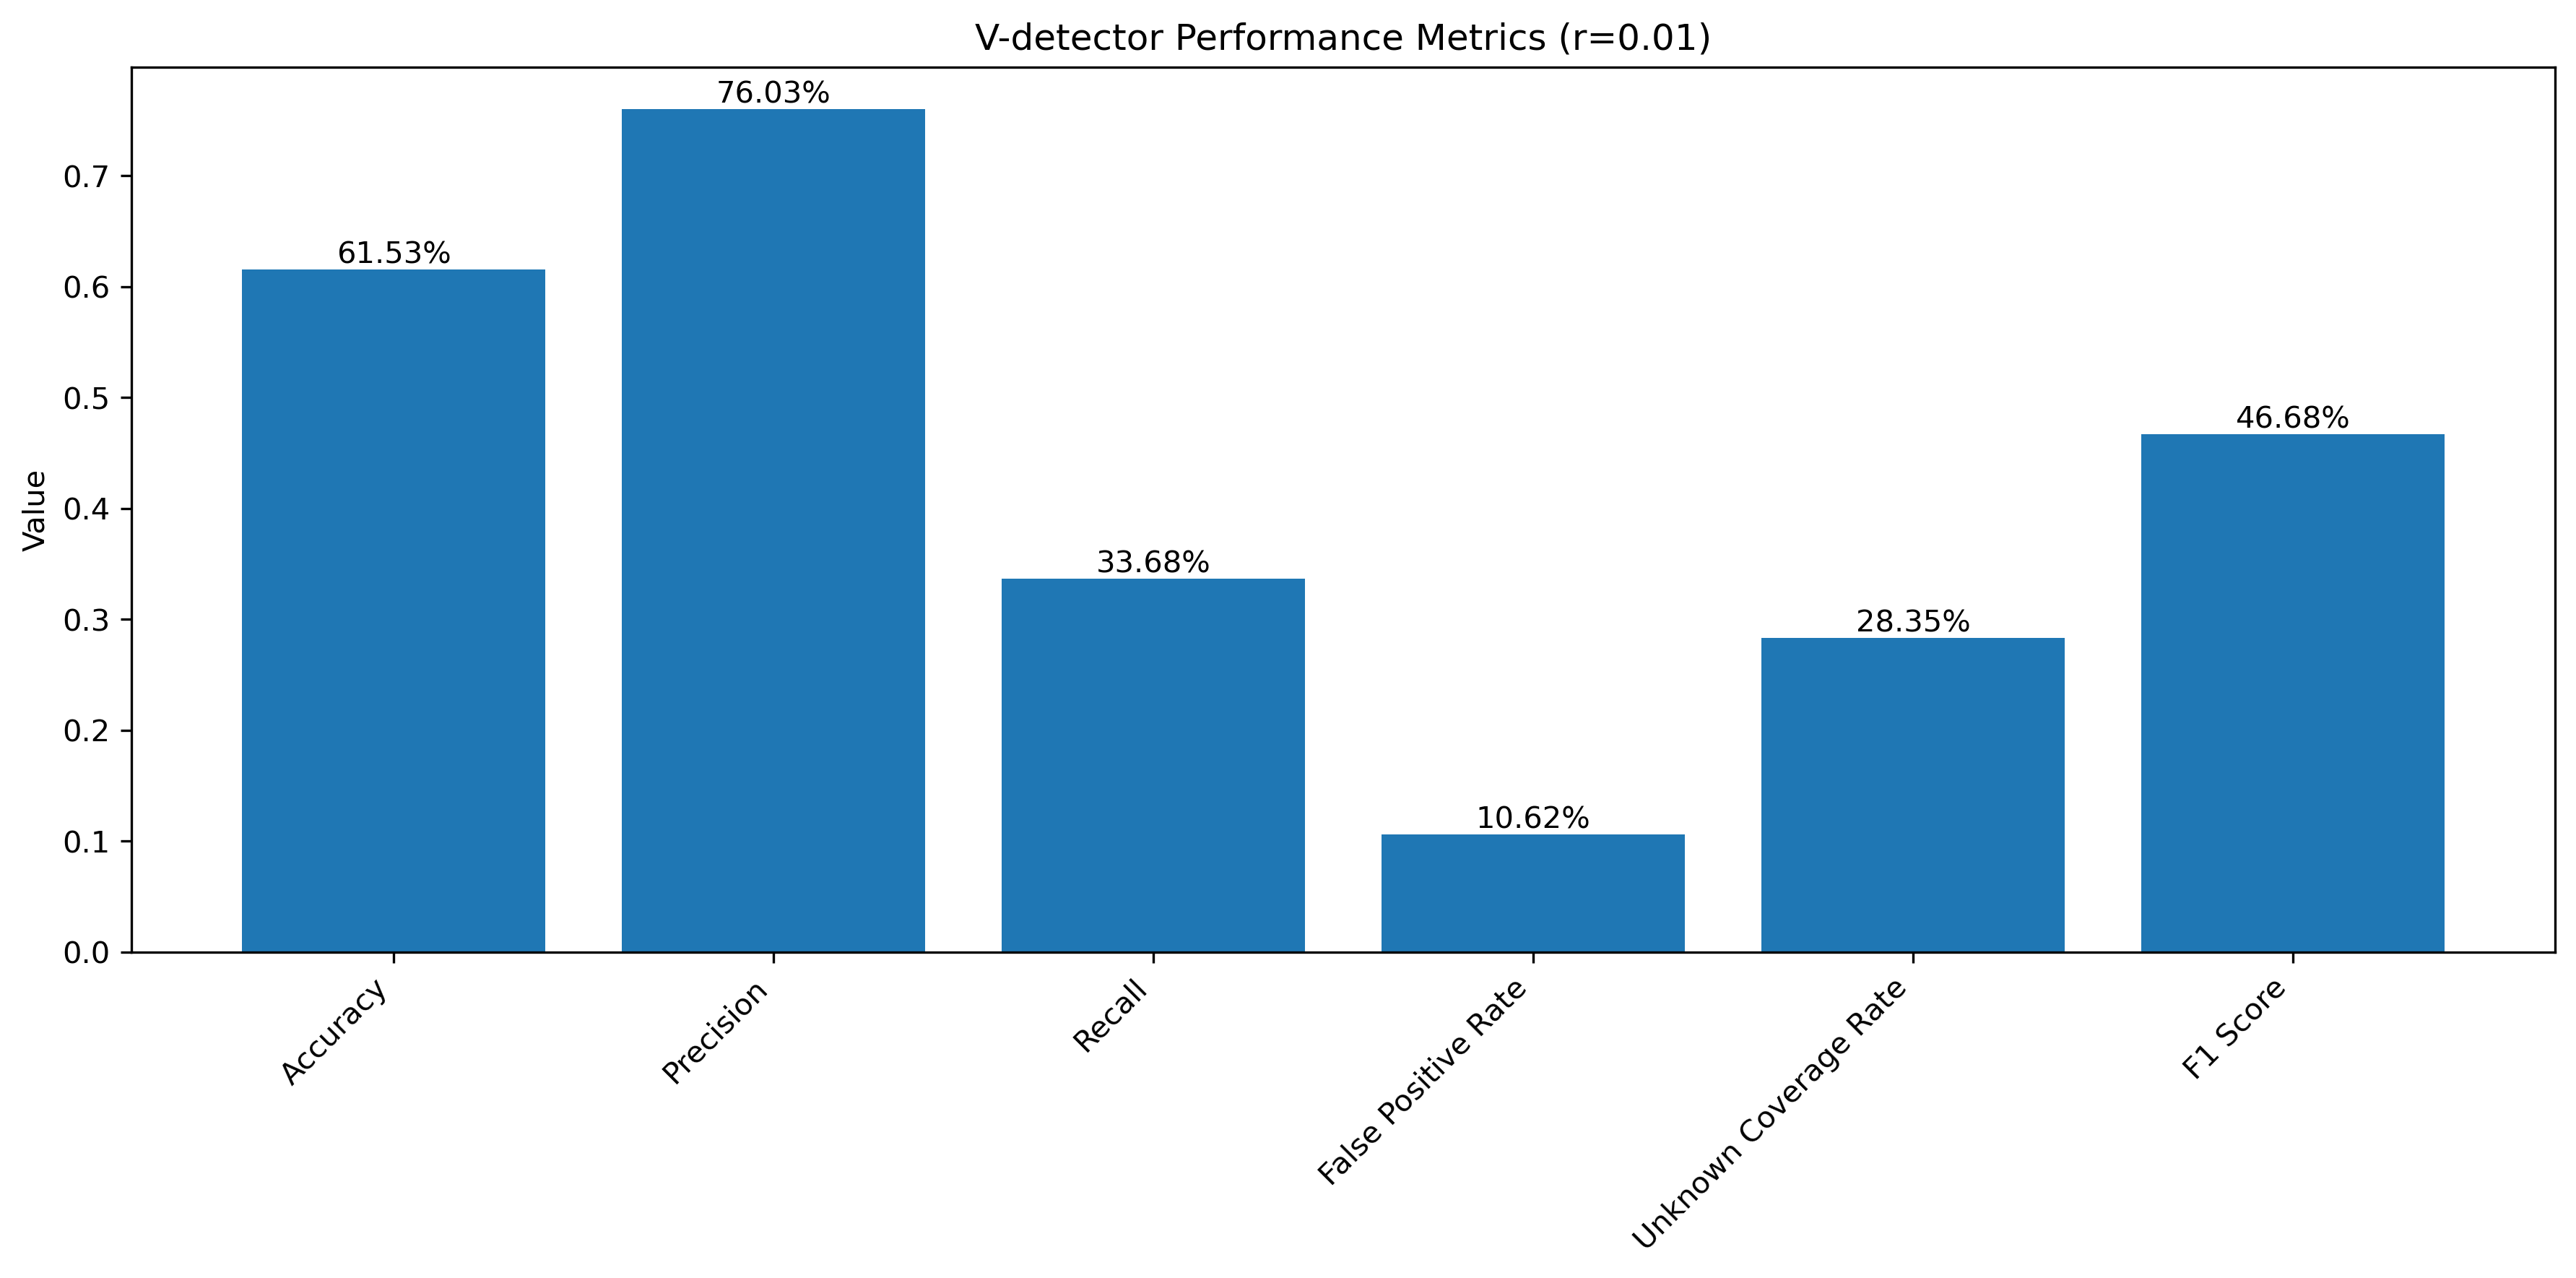 V-detector Performance Metrics (r=0.01)
Value
0.7
0.6
0.5
0.4
0.3
0.2
0.1
0.0
61.53%
76.03%
33.68%
10.62%
28.35%
46.68%
Accuracy
Precision
Recall
False Positive Rate
Unknown Coverage Rate
F1 Score